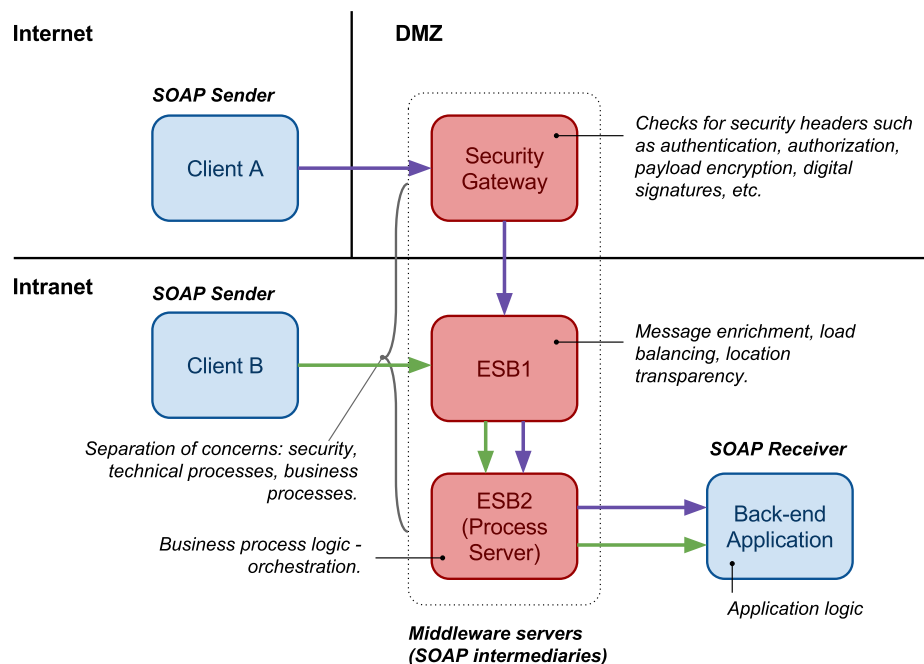 Internet
DMZ
SOAP Sender
Client A
Security
Gateway
Checks for security headers such
as authentication, authorization,
payload encryption, digital
signatures, etc.
Intranet
SOAP Sender
Client B
ESB1
Message enrichment, load
balancing, location
transparency.
Separation of concerns: security,
technical processes, business
processes.
SOAP Receiver
ESB2
(Process
Server)
Back-end
Application
Business process logic -
orchestration.
Application logic
Middleware servers
(SOAP intermediaries)